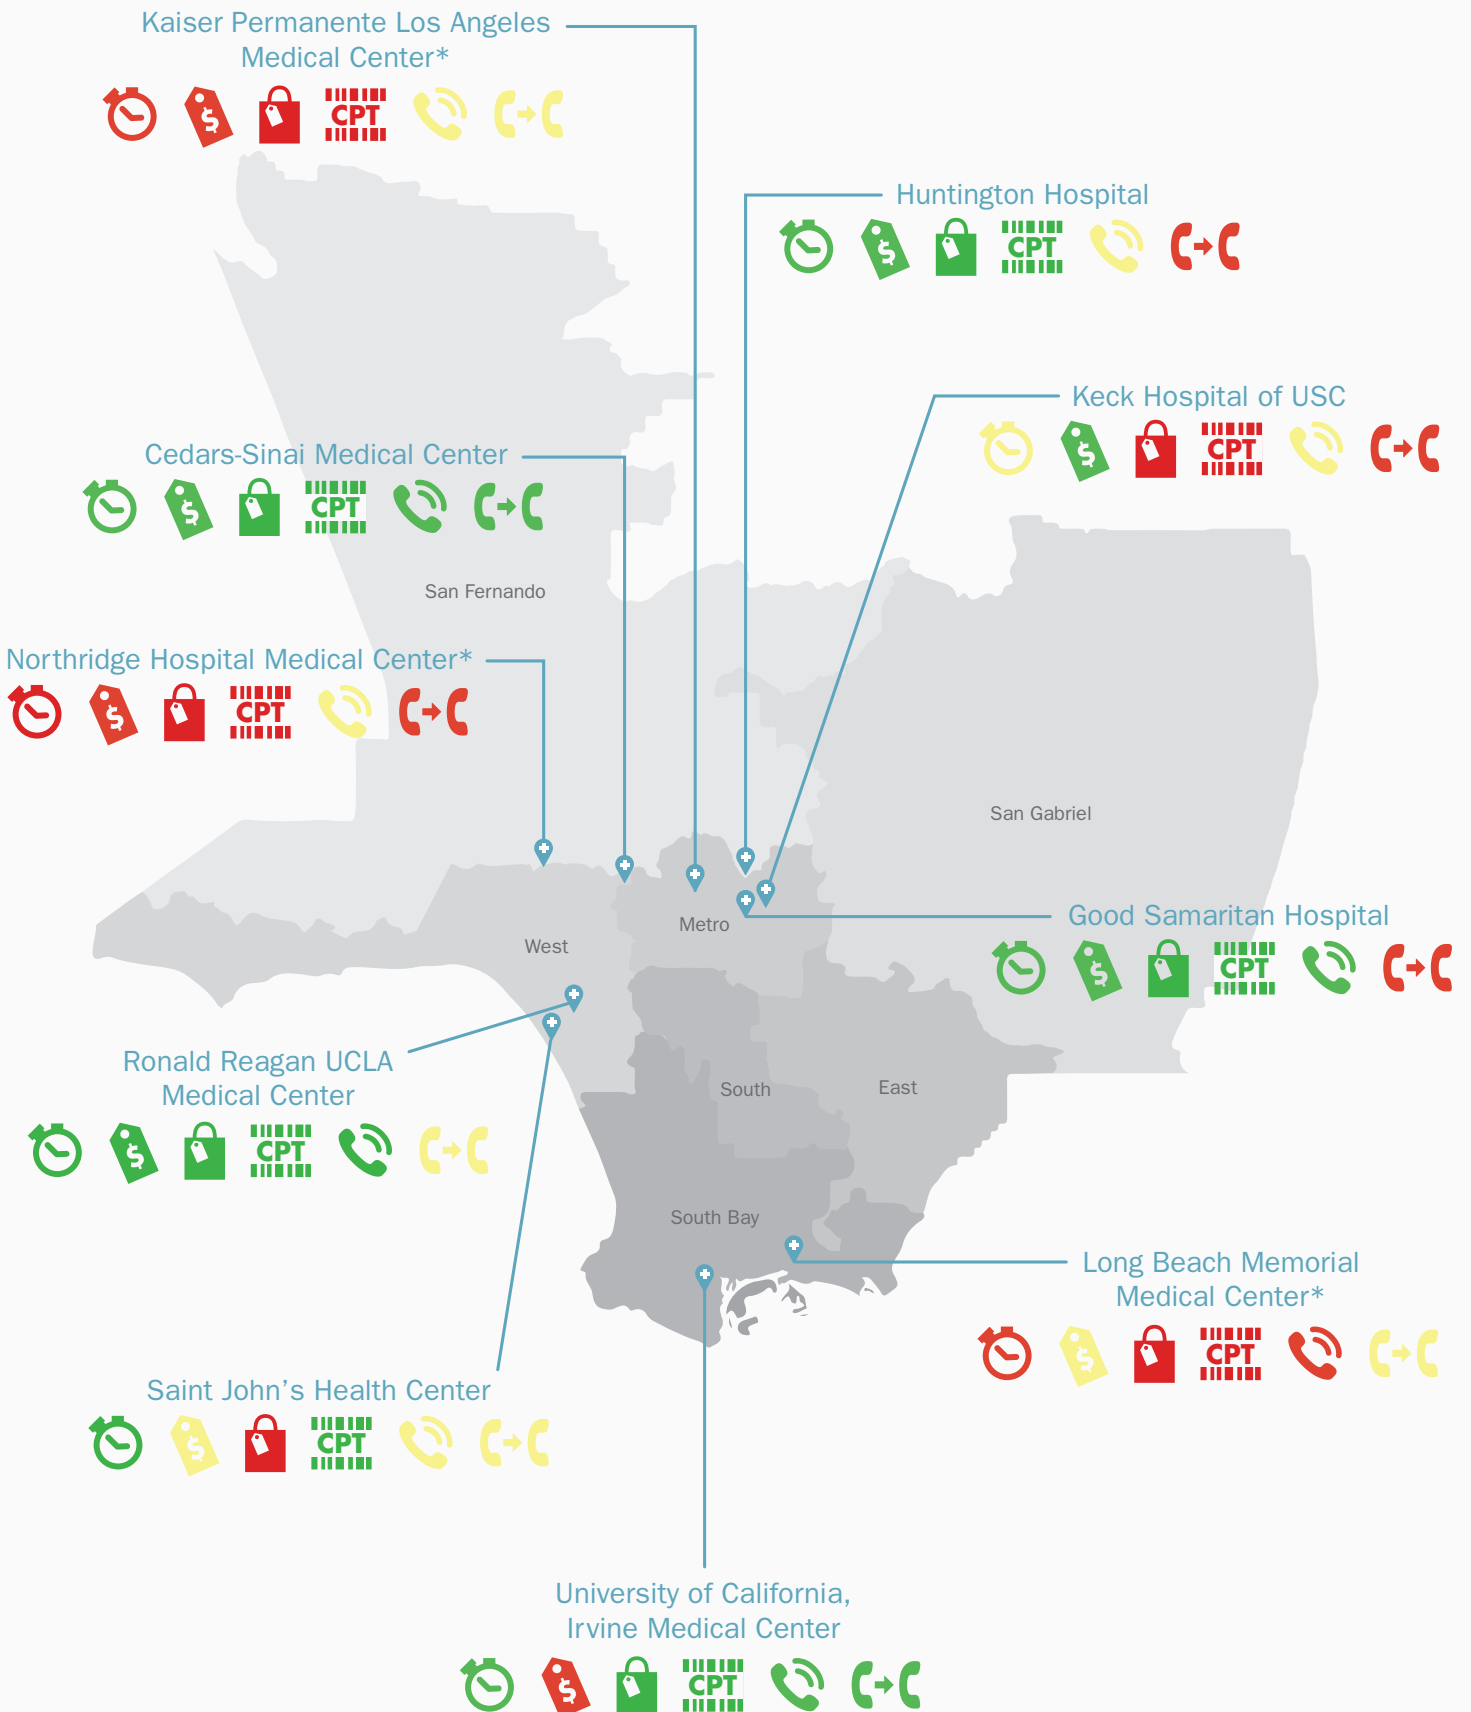 Kaiser Permanente Los Angeles
Medical Center*
$
CPT
Huntington Hospital
$
CPT
Keck Hospital of USC
$
CPT
Cedars-Sinai Medical Center
$
CPT
San Fernando
Northridge Hospital Medical Center*
$
CPT
San Gabriel
Good Samaritan Hospital
$
CPT
Metro
West
Ronald Reagan UCLA
Medical Center
$
CPT
South
East
South Bay
Long Beach Memorial
Medical Center*
$
CPT
Saint John’s Health Center
$
CPT
University of California,
Irvine Medical Center
$
CPT